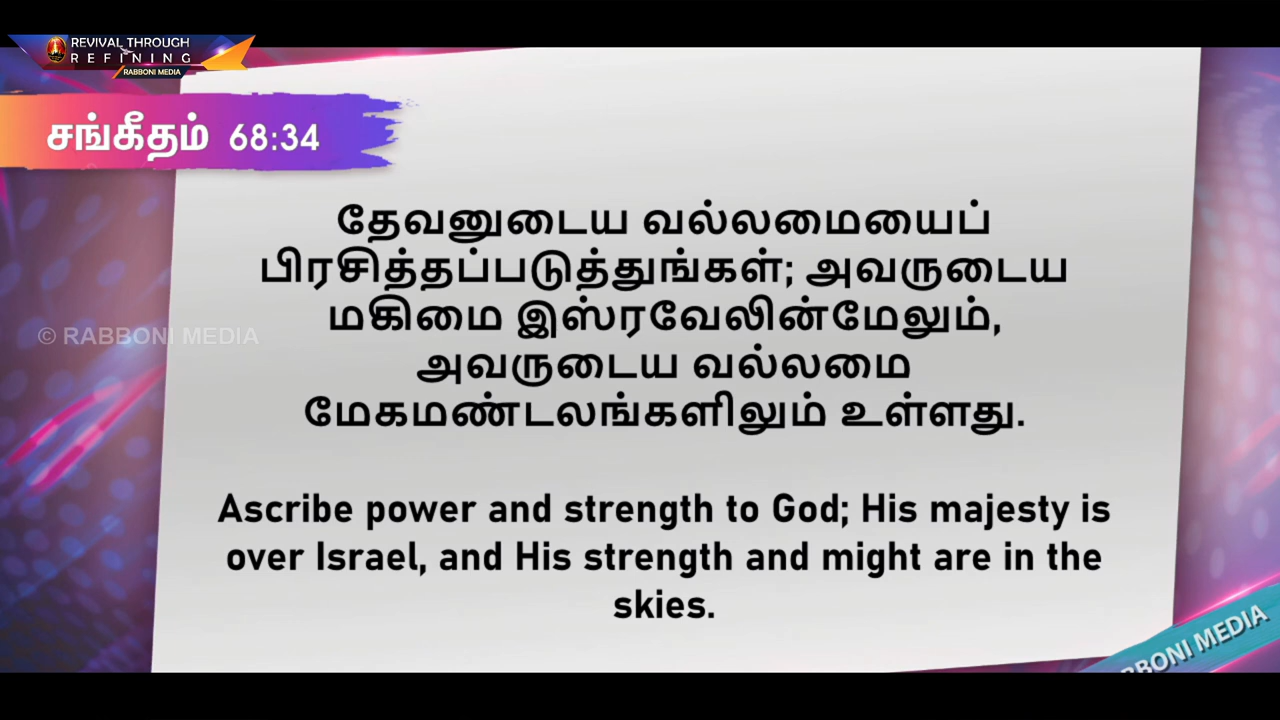 REVIVAL THROUGH
REFINING
RABBONI MEDIA
சங்கீதம் 68:34
தேவனுடைய வல்லமையைப்
பிரசித்தப்படுத்துங்கள்; அவருடைய
மகிமை இஸ்ரவேலின்மேலும்,
அவருடைய வல்லமை
மேகமண்டலங்களிலும் உள்ளது.
© RABBONI MEDIA
Ascribe power and strength to God; His majesty is
over Israel, and His strength and might are in the
skies.
BBONI MEDIA